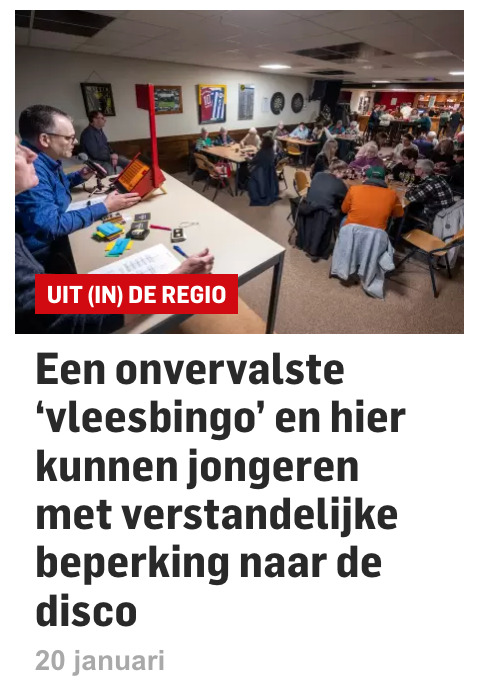 UIT (IN) DE REGIO
Een onvervalste
‘vleesbingo’ en hier
kunnen jongeren
met verstandelijke
beperking naar de
disco
20 januari